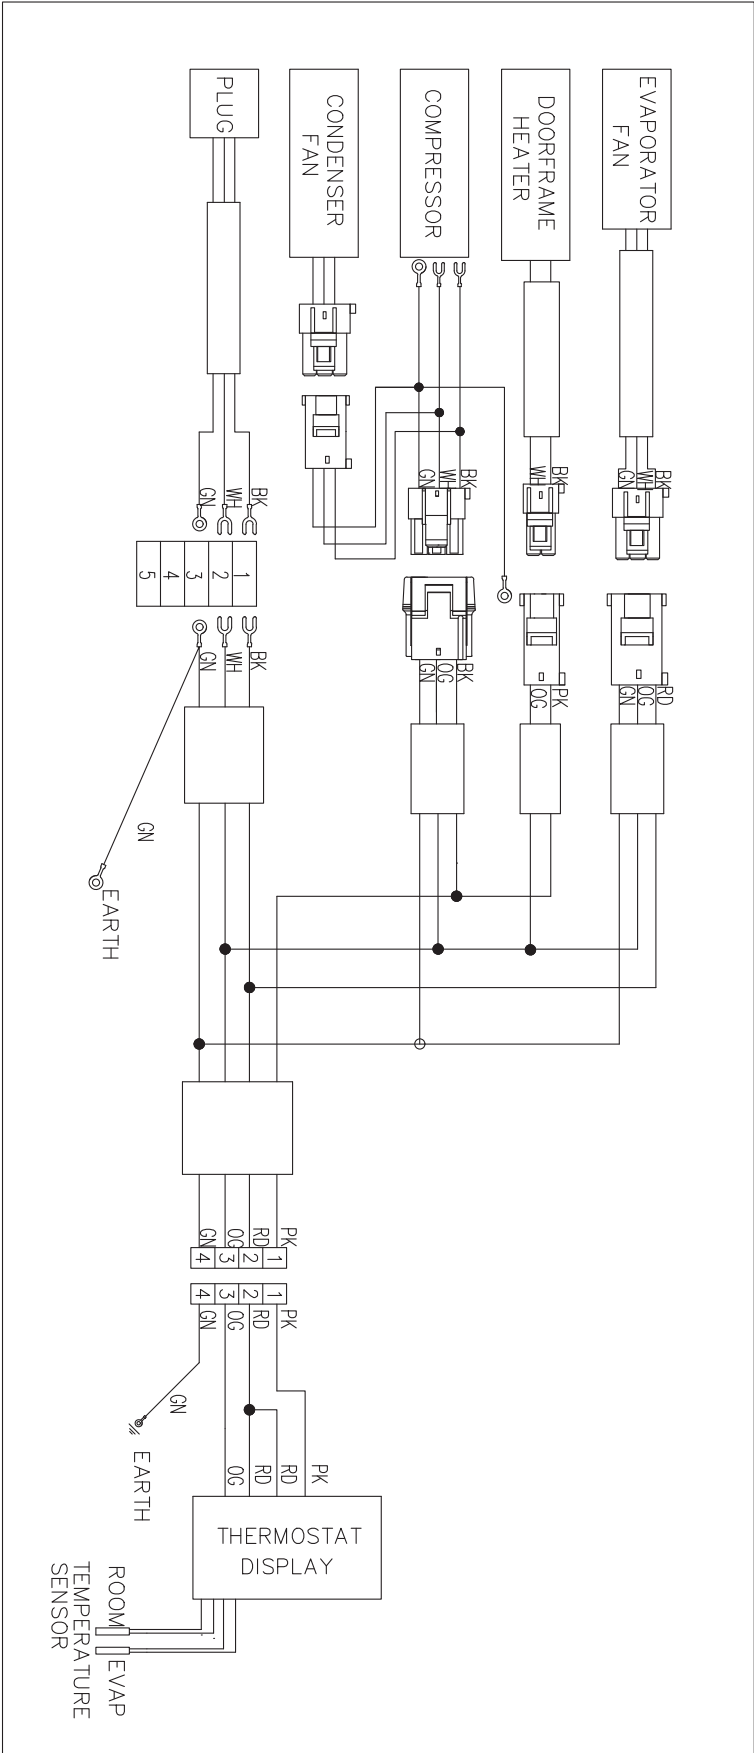 PLUG
CONDENSER
FAN
COMPRESSOR
DOORFRAME
HEATER
EVAPORATOR
FAN
GN
WH
BK
GN
WH
BK
WH
BK
GN
WH
BK
5
4
3
2
1
GN
WH
BK
GN
OG
BK
OG
PK
GN
OG
RD
GN
EARTH
GN
OG
RD
PK
4
3
2
1
4
3
2
1
GN
OG
RD
PK
GN
EARTH
OG
RD
RD
PK
THERMOSTAT
DISPLAY
ROOM
EVAP
TEMPERATURE
SENSOR